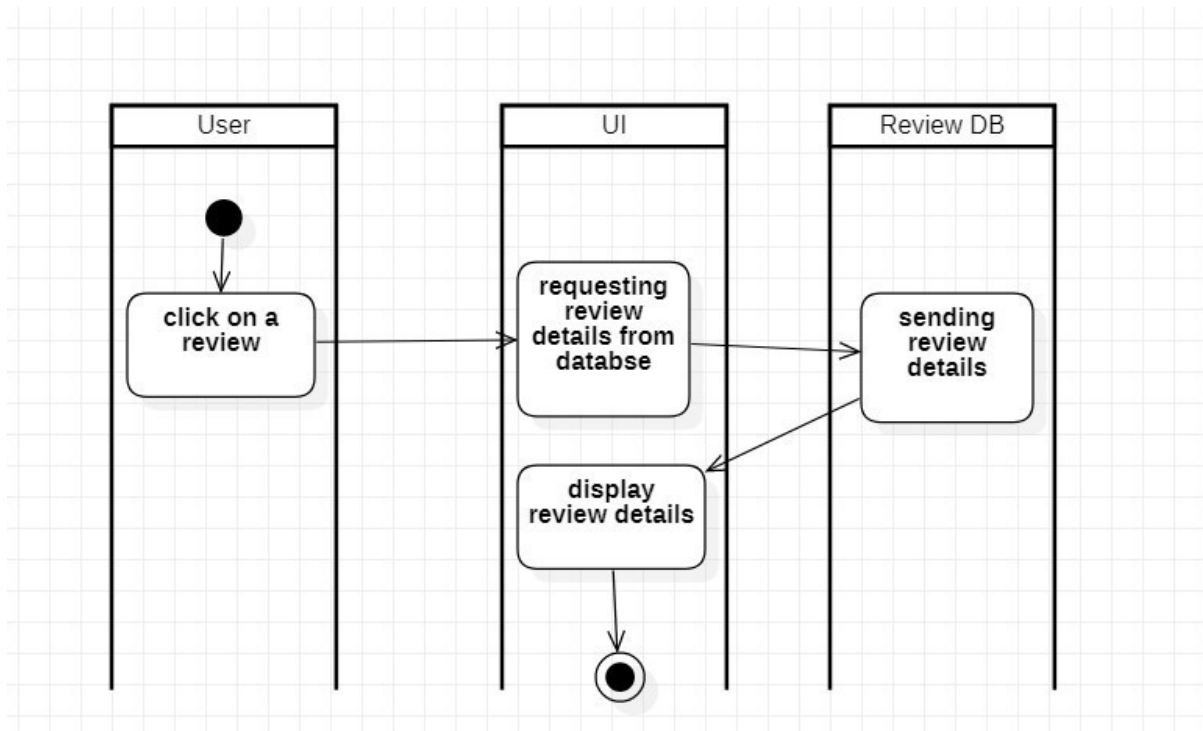 User
UI
Review DB
click on a
review
requesting
review
details from
databse
sending
review
details
display
review details